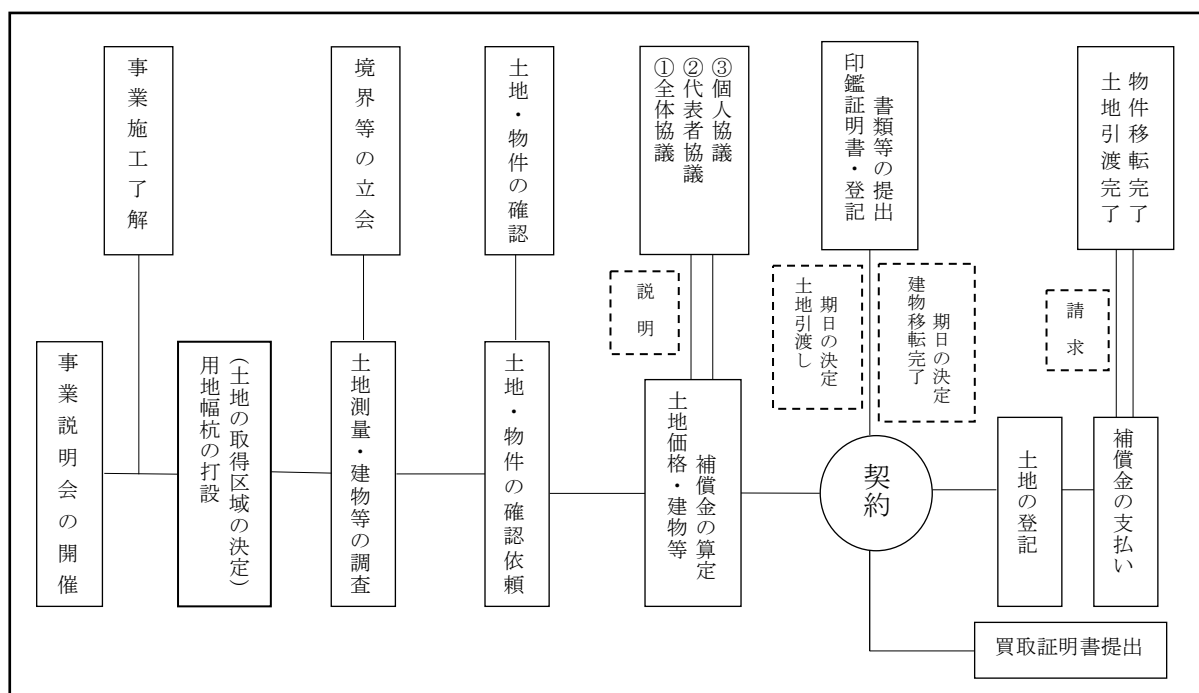 事業施工了解
境界等の立会
土地・物件の確認
①全体協議
②代表者協議
③個人協議
印鑑証明書・登記
書類等の提出
土地引渡完了
物件移転完了
説明
土地引渡し
期日の決定
建物移転完了
期日の決定
請求
事業説明会の開催
用地幅杭の打設
(土地の取得区域の決定)
土地測量・建物等の調査
土地・物件の確認依頼
土地価格・建物等
補償金の算定
契約
土地の登記
補償金の支払い
買取証明書提出